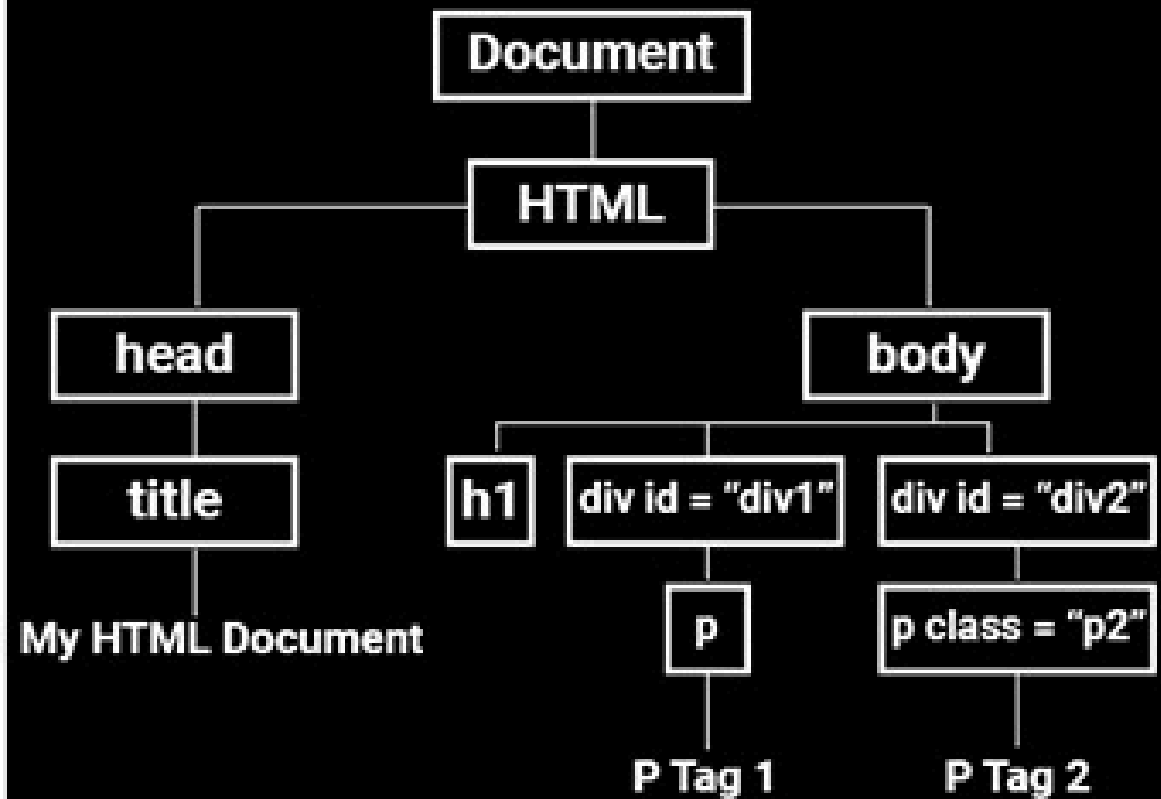 Document
HTML
head
body
title
h1
div id = “div1”
div id = “div2”
My HTML Document
p
p class = “p2”
P Tag 1
P Tag 2